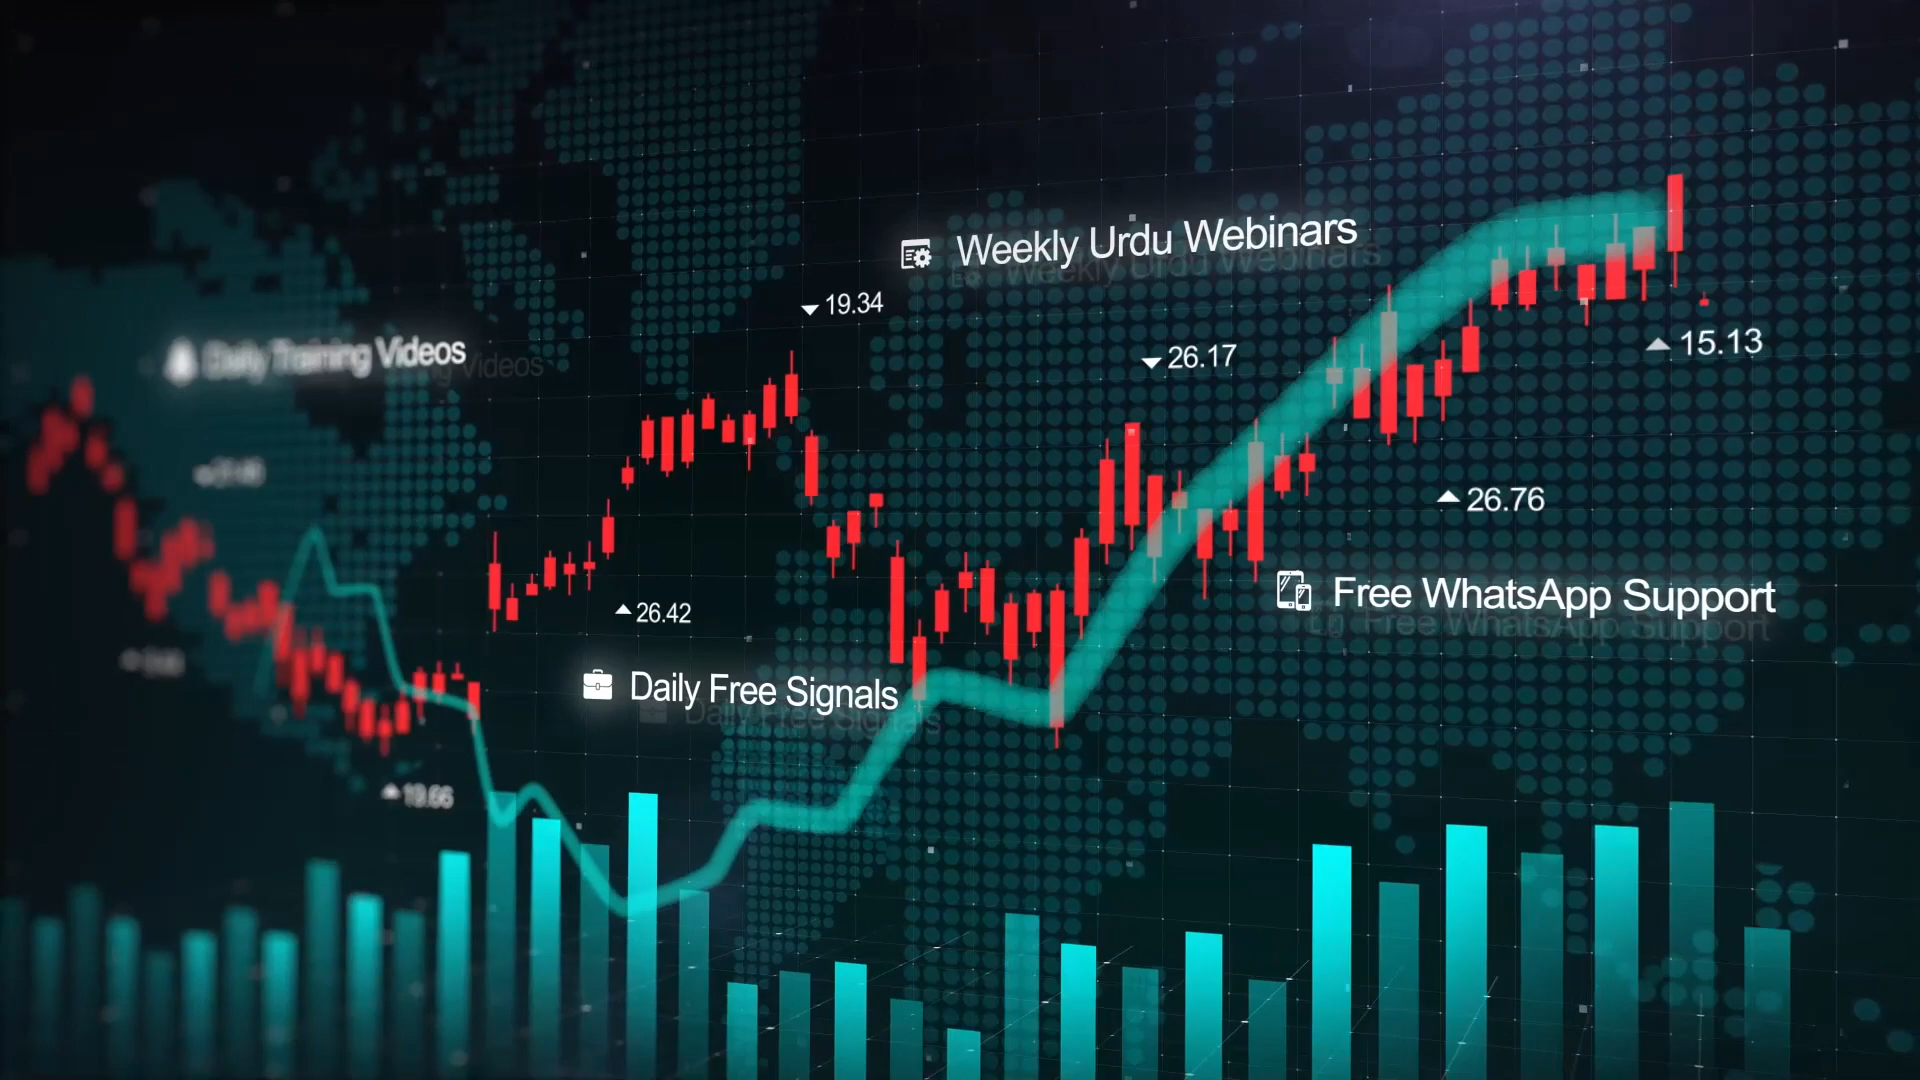 Weekly Urdu Webinars
19.34
Daily Training Videos
26.17
15.13
26.76
Free WhatsApp Support
26.42
Daily Free Signals
19.66